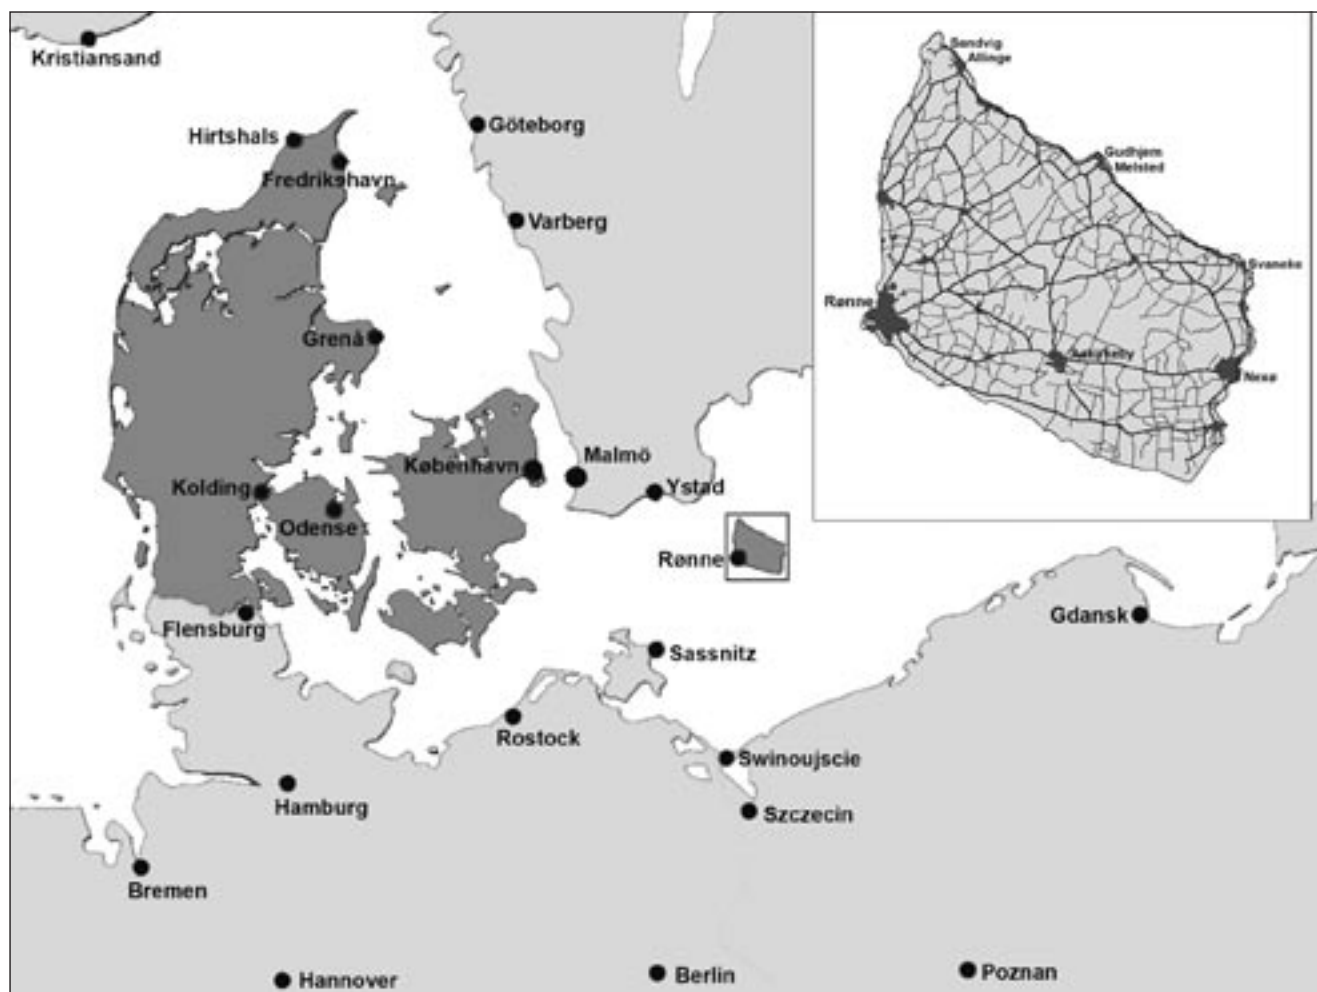 Kristiansand
Hirtshals
Fredrikshavn
Göteborg
Varberg
Grenå
København
Malmö
Kolding
Ystad
Odense
Rønne
Flensburg
Gdansk
Sassnitz
Rostock
Swinoujscie
Hamburg
Szczecin
Bremen
Hannover
Berlin
Poznan
Sandvig
Allinge
Gudhjem
Melsted
Svaneke
Rønne
Aakirkeby
Nexø